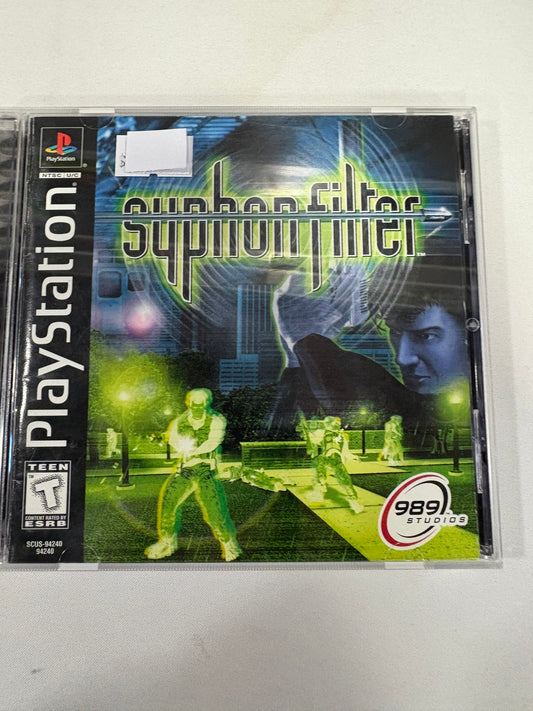 PlayStation
NTSC U/C
PlayStation
syphon filter
TEEN
T
CONTENT RATED BY
ESRB
SCUS-94240
94240
989
STUDIOS